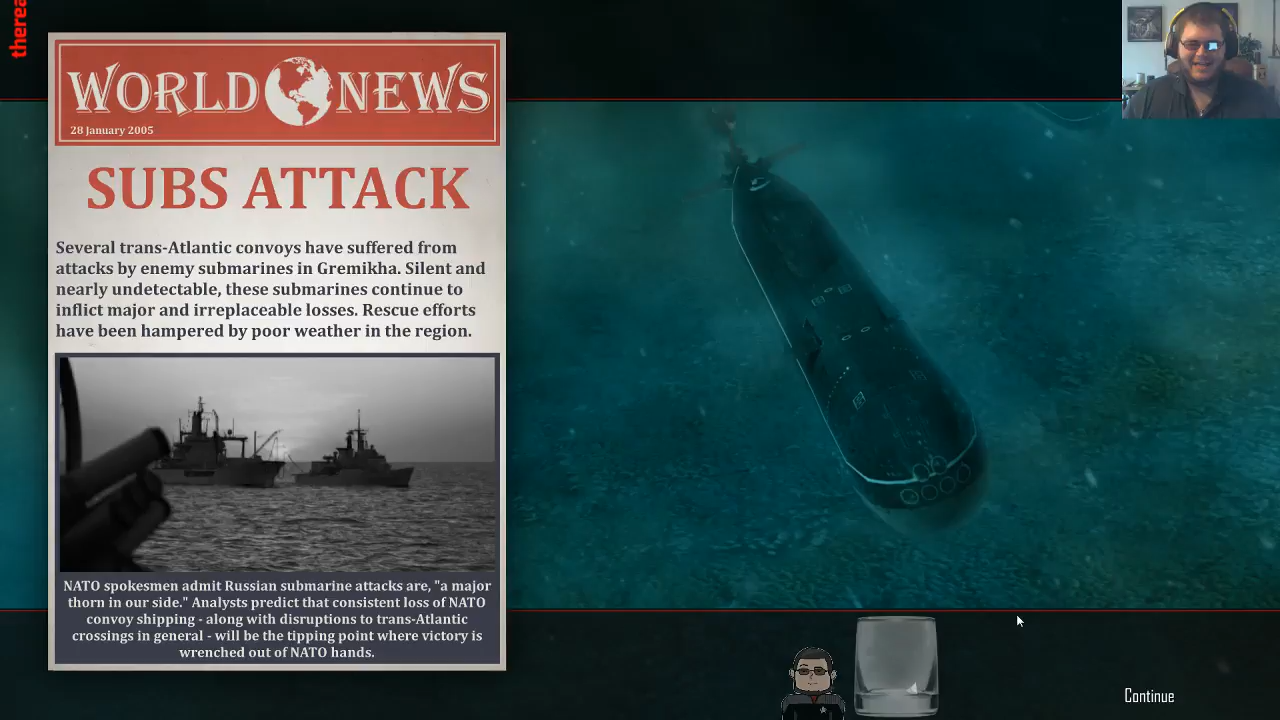 therea
WORLD NEWS
28 January 2005
SUBS ATTACK
Several trans-Atlantic convoys have suffered from
attacks by enemy submarines in Gremikha. Silent and
nearly undetectable, these submarines continue to
inflict major and irreplaceable losses. Rescue efforts
have been hampered by poor weather in the region.
NATO spokesmen admit Russian submarine attacks are, "a major
thorn in our side." Analysts predict that consistent loss of NATO
convoy shipping - along with disruptions to trans-Atlantic
crossings in general - will be the tipping point where victory is
wrenched out of NATO hands.
Continue